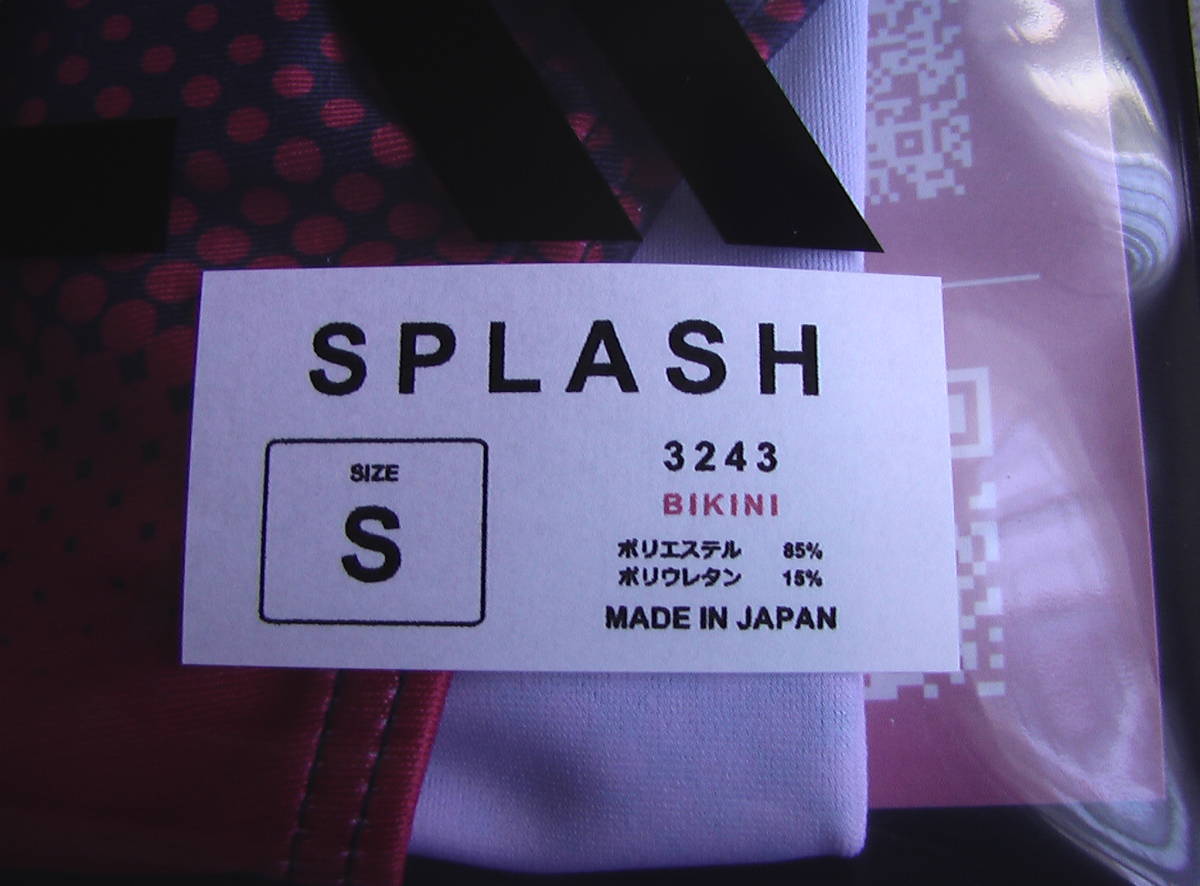 SPLASH
SIZE
S
3243
BIKINI
ポリエステル 85%
ポリウレタン 15%
MADE IN JAPAN